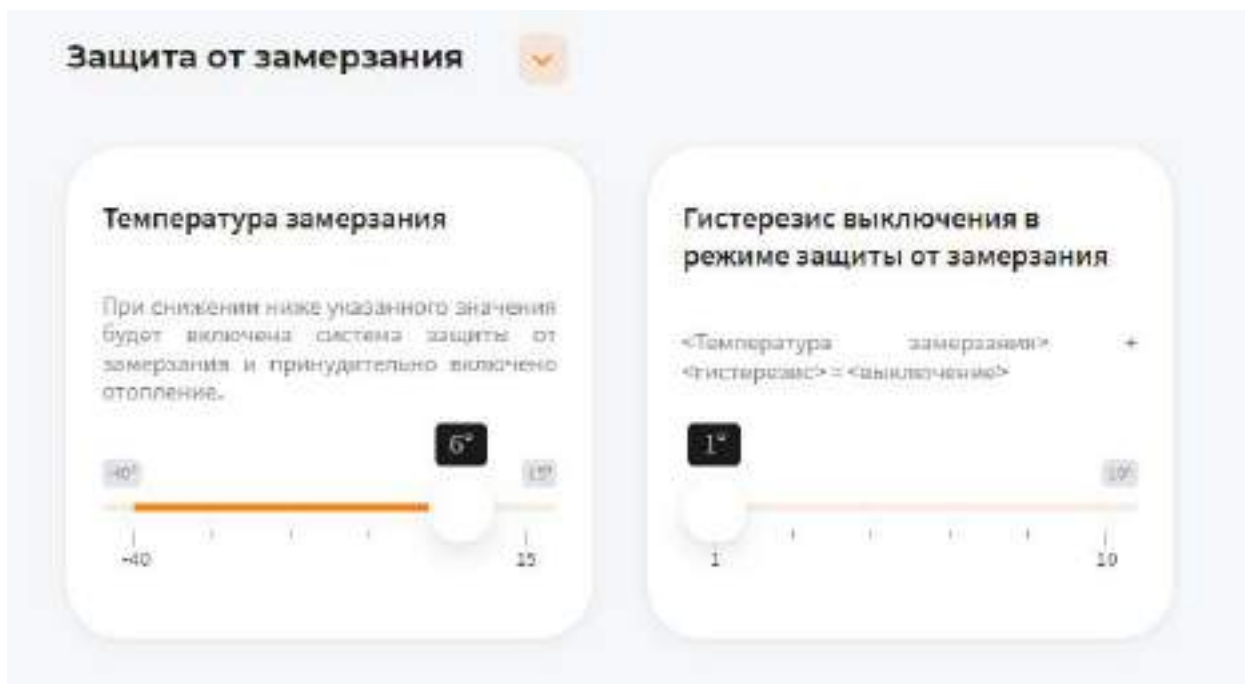 Защита от замерзания
Температура замерзания
При снижении ниже указанного значения
будет включена система защиты от
замерзания и принудительно включено
отопление.
6°
-40°
15°
-40
15
Гистерезис выключения в
режиме защиты от замерзания
<Температура замерзания> +
<гистерезис> = <выключение>
1°
10°
1
10